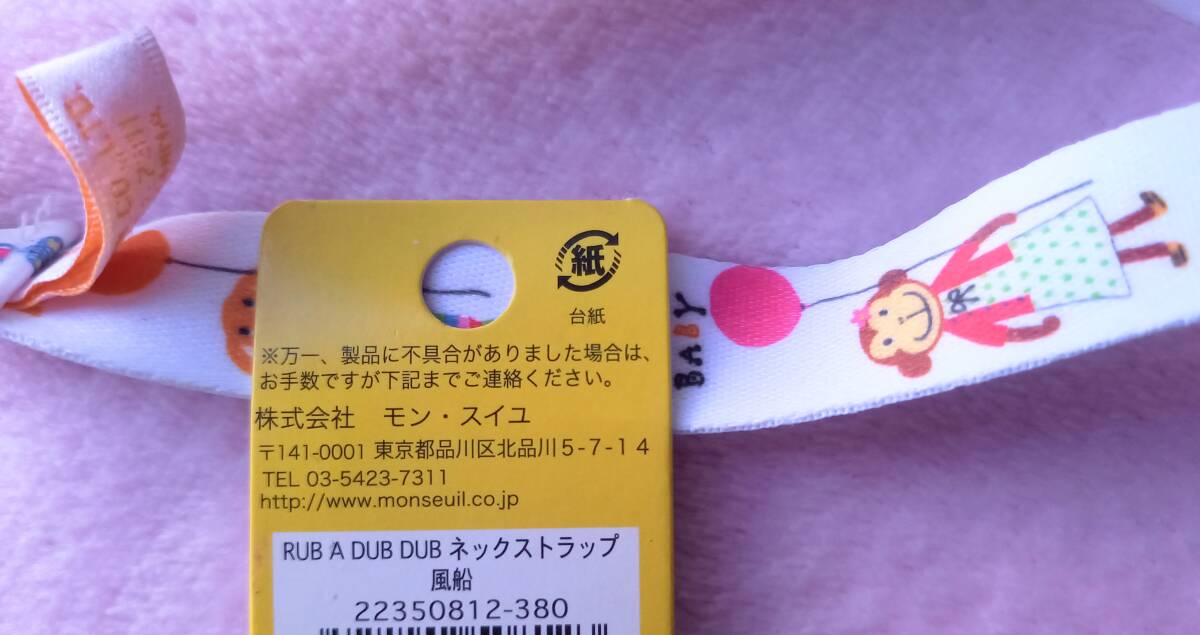 CO., LTD.
BABY
紙
台紙
※万一、製品に不具合がありました場合は、
お手数ですが下記までご連絡ください。
株式会社　モン・スイユ
〒141-0001 東京都品川区北品川5-7-14
TEL 03-5423-7311
http://www.monseuil.co.jp
RUB A DUB DUB ネックストラップ
風船
22350812-380